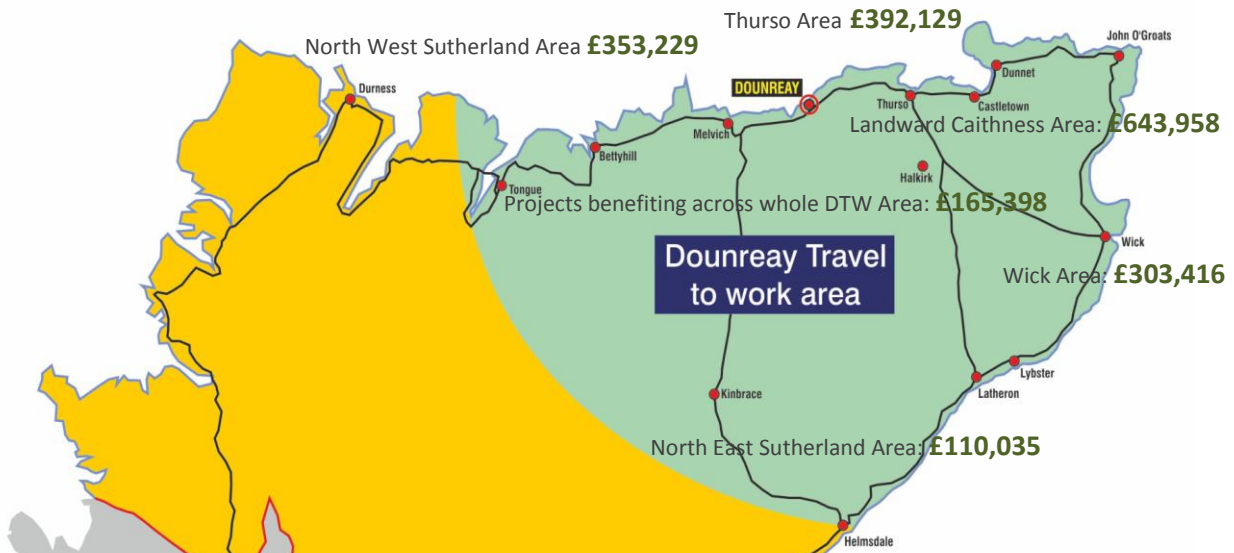 Thurso Area £392,129
North West Sutherland Area £353,229
John O'Groats
Dunnet
Durness
DOUNREAY
Thurso
Castletown
Melvich
Landward Caithness Area: £643,958
Bettyhill
Halkirk
Tongue
Projects benefiting across whole DTW Area: £165,398
Wick
Dounreay Travel
to work area
Wick Area: £303,416
Lybster
Latheron
Kinbrace
North East Sutherland Area: £110,035
Helmsdale